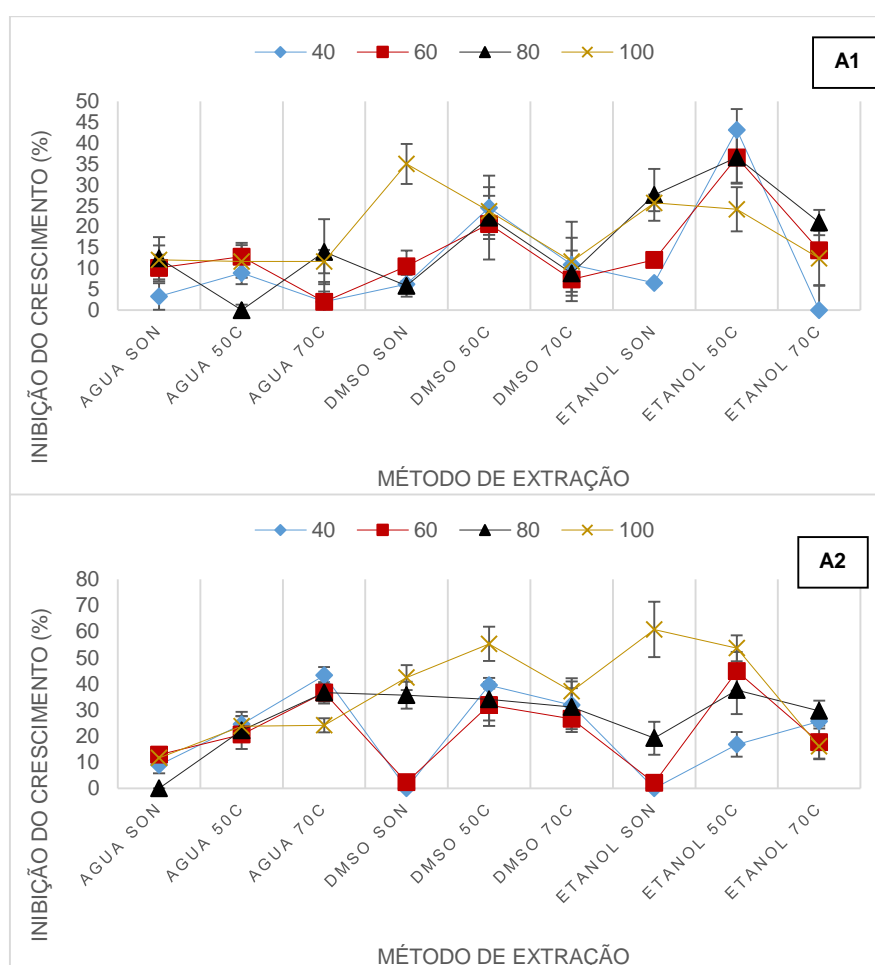 40 60 80 100
A1
INIBIÇÃO DO CRESCIMENTO (%)
50
45
40
35
30
25
20
15
10
5
0
AGUA SON
AGUA 50C
AGUA 70C
DMSO SON
DMSO 50C
DMSO 70C
ETANOL SON
ETANOL 50C
ETANOL 70C
MÉTODO DE EXTRAÇÃO
40 60 80 100
A2
INIBIÇÃO DO CRESCIMENTO (%)
80
70
60
50
40
30
20
10
0
AGUA SON
AGUA 50C
AGUA 70C
DMSO SON
DMSO 50C
DMSO 70C
ETANOL SON
ETANOL 50C
ETANOL 70C
MÉTODO DE EXTRAÇÃO